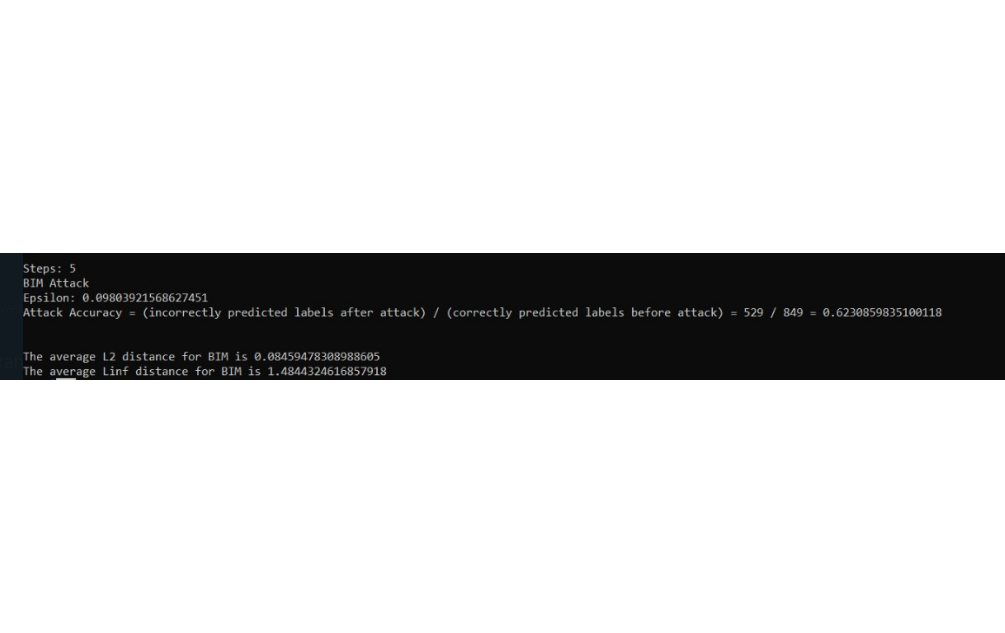 Steps: 5
BIM Attack
Epsilon: 0.09803921568627451
Attack Accuracy = (incorrectly predicted labels after attack) / (correctly predicted labels before attack) = 529 / 849 = 0.6230859835100118
The average L2 distance for BIM is 0.08459478308988605
The average Linf distance for BIM is 1.4844324616857918